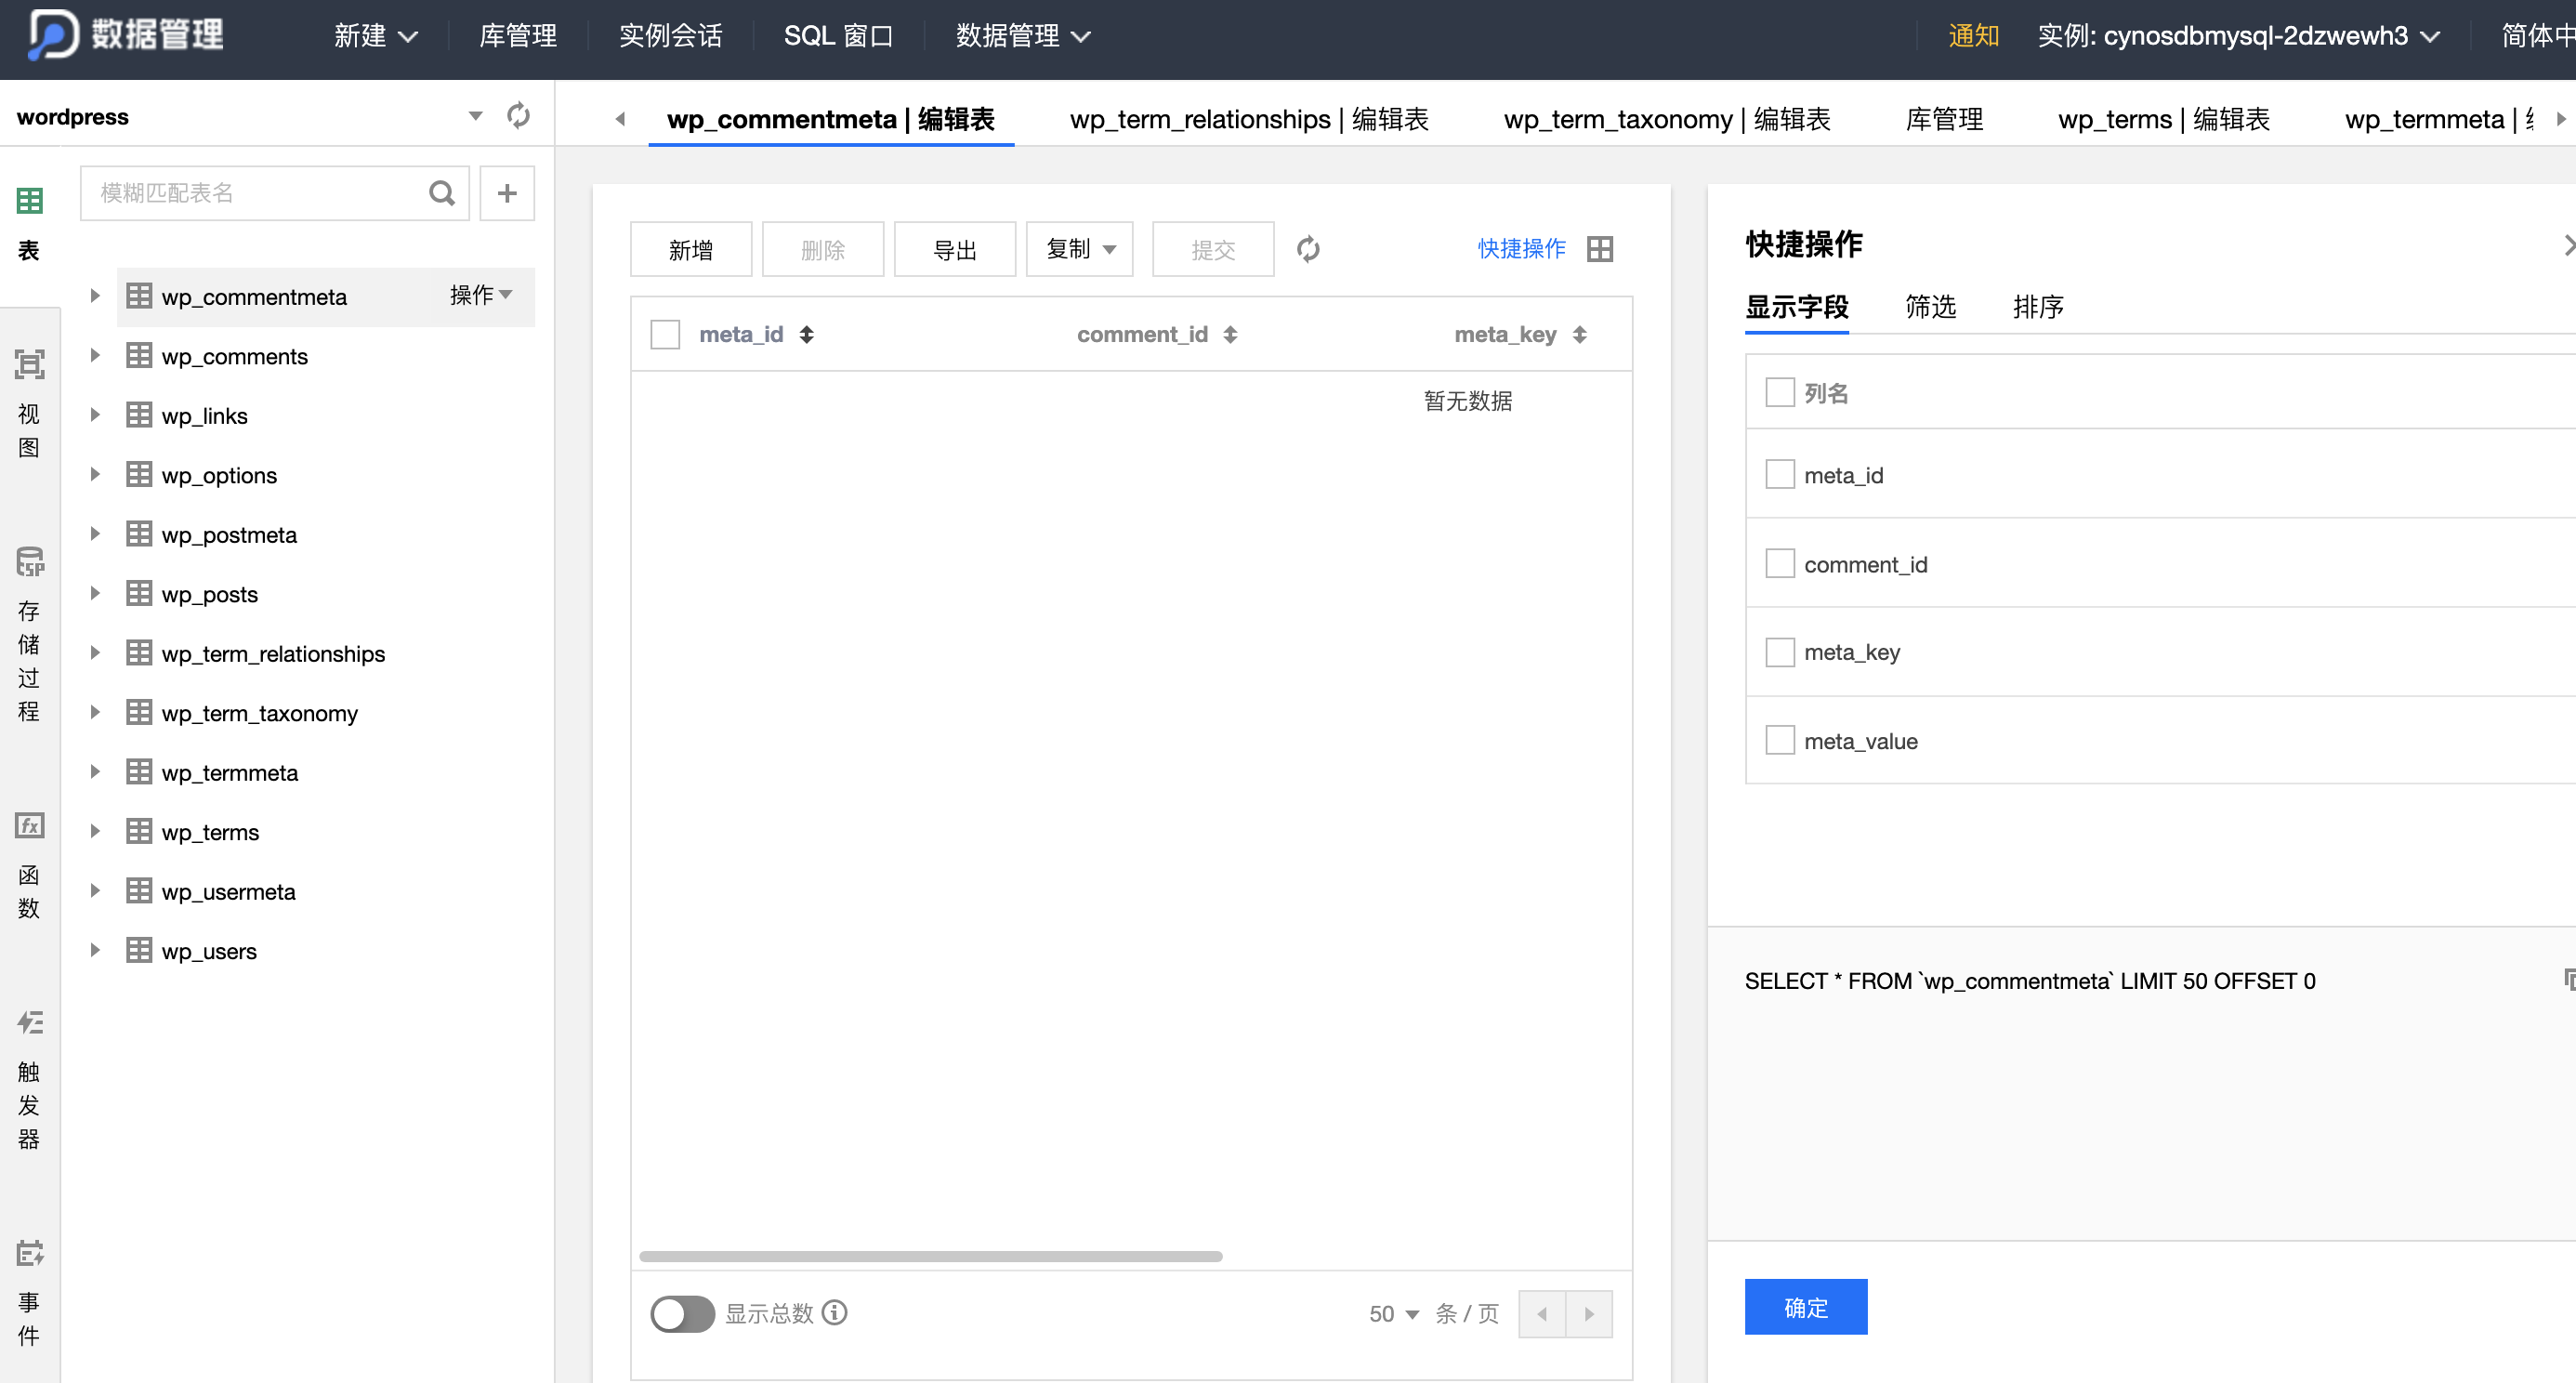 数据管理
新建
库管理
实例会话
SQL 窗口
数据管理
通知
实例: cynosdbmysql-2dzwewh3
简体中
wordpress
wp_commentmeta | 编辑表
wp_term_relationships | 编辑表
wp_term_taxonomy | 编辑表
库管理
wp_terms | 编辑表
wp_termmeta |
模糊匹配表名
表
视图
存储过程
函数
触发器
事件
wp_commentmeta
操作
wp_comments
wp_links
wp_options
wp_postmeta
wp_posts
wp_term_relationships
wp_term_taxonomy
wp_termmeta
wp_terms
wp_usermeta
wp_users
新增
删除
导出
复制
提交
快捷操作
meta_id
comment_id
meta_key
暂无数据
显示总数
50
条 / 页
快捷操作
显示字段
筛选
排序
列名
meta_id
comment_id
meta_key
meta_value
SELECT * FROM `wp_commentmeta` LIMIT 50 OFFSET 0
确定